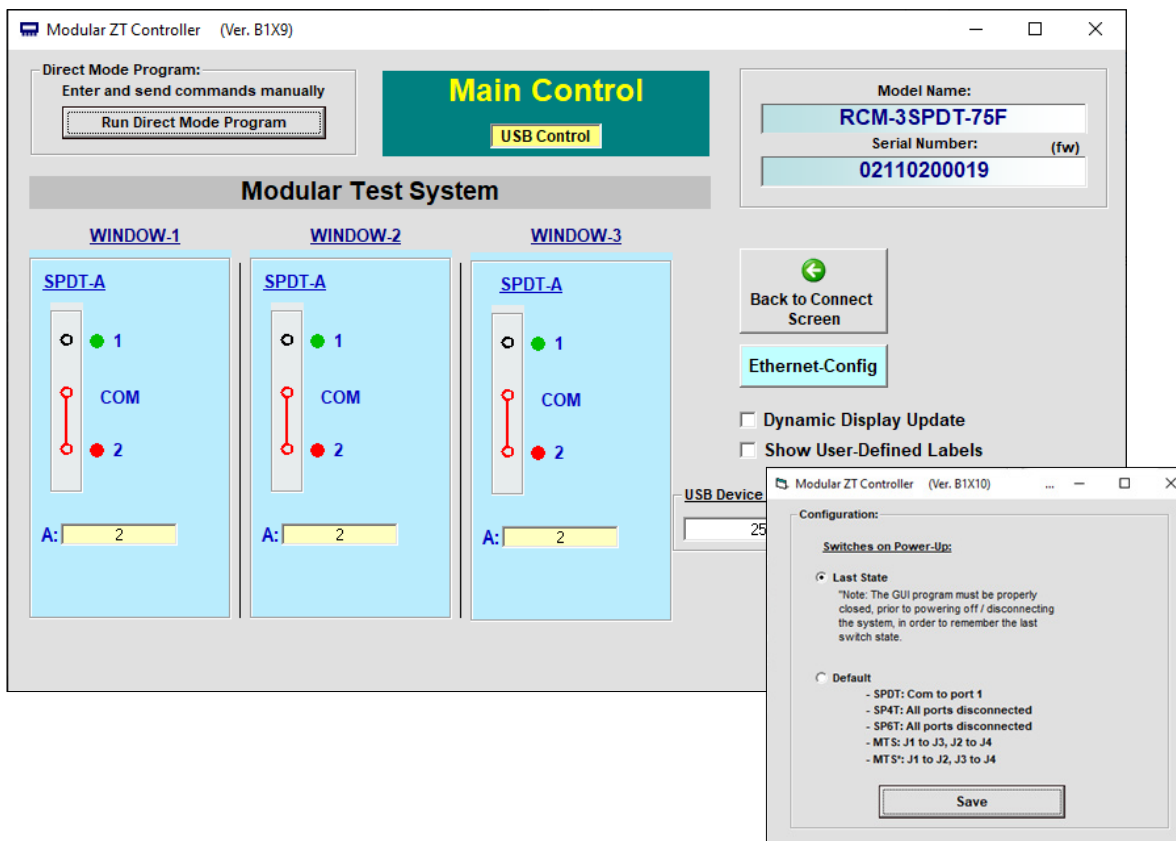 Modular ZT Controller (Ver. B1X9)
Direct Mode Program:
Enter and send commands manually
Run Direct Mode Program
Main Control
USB Control
Model Name:
RCM-3SPDT-75F
Serial Number: (fw)
02110200019
Modular Test System
WINDOW-1 WINDOW-2 WINDOW-3
SPDT-A SPDT-A SPDT-A
1 1 1
COM COM COM
2 2 2
A: 2 A: 2 A: 2
Back to Connect
Screen
Ethernet-Config
Dynamic Display Update
Show User-Defined Labels
USB Device
25
Modular ZT Controller (Ver. B1X10) ...
Configuration:
Switches on Power-Up:
Last State
"Note: The GUI program must be properly
closed, prior to powering off / disconnecting
the system, in order to remember the last
switch state.
Default
- SPDT: Com to port 1
- SP4T: All ports disconnected
- SP6T: All ports disconnected
- MTS: J1 to J3, J2 to J4
- MTS*: J1 to J2, J3 to J4
Save